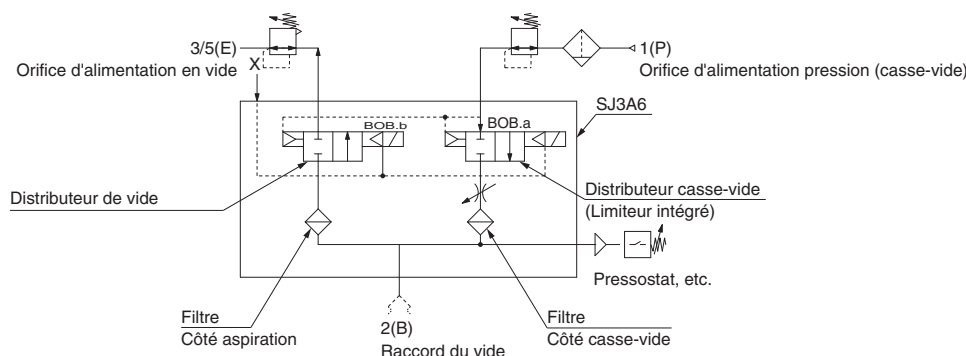 3/5(E)
Orifice d'alimentation en vide
X
1(P)
Orifice d'alimentation pression (casse-vide)
SJ3A6
BOB.b
BOB.a
Distributeur de vide
Distributeur casse-vide
(Limiteur intégré)
Pressostat, etc.
Filtre
Côté aspiration
2(B)
Raccord du vide
Filtre
Côté casse-vide